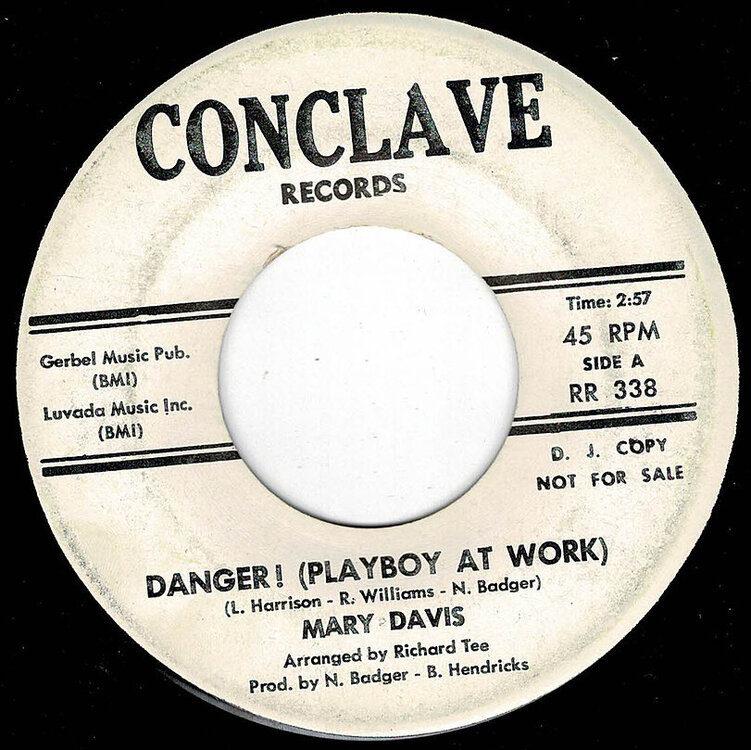 CONCLAVE
RECORDS
Gerbel Music Pub.
(BMI)
Luvada Music Inc.
(BMI)
Time: 2:57
45 RPM
SIDE A
RR 338
D. J. COPY
NOT FOR SALE
DANGER! (PLAYBOY AT WORK)
(L. Harrison - R. Williams - N. Badger)
MARY DAVIS
Arranged by Richard Tee
Prod. by N. Badger - B. Hendricks